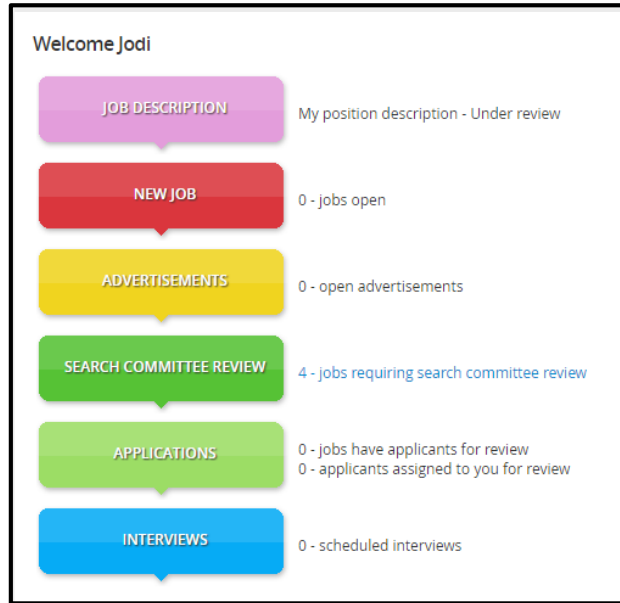 Welcome Jodi
JOB DESCRIPTION
My position description - Under review
NEW JOB
0 - jobs open
ADVERTISEMENTS
0 - open advertisements
SEARCH COMMITTEE REVIEW
4 - jobs requiring search committee review
APPLICATIONS
0 - jobs have applicants for review
0 - applicants assigned to you for review
INTERVIEWS
0 - scheduled interviews